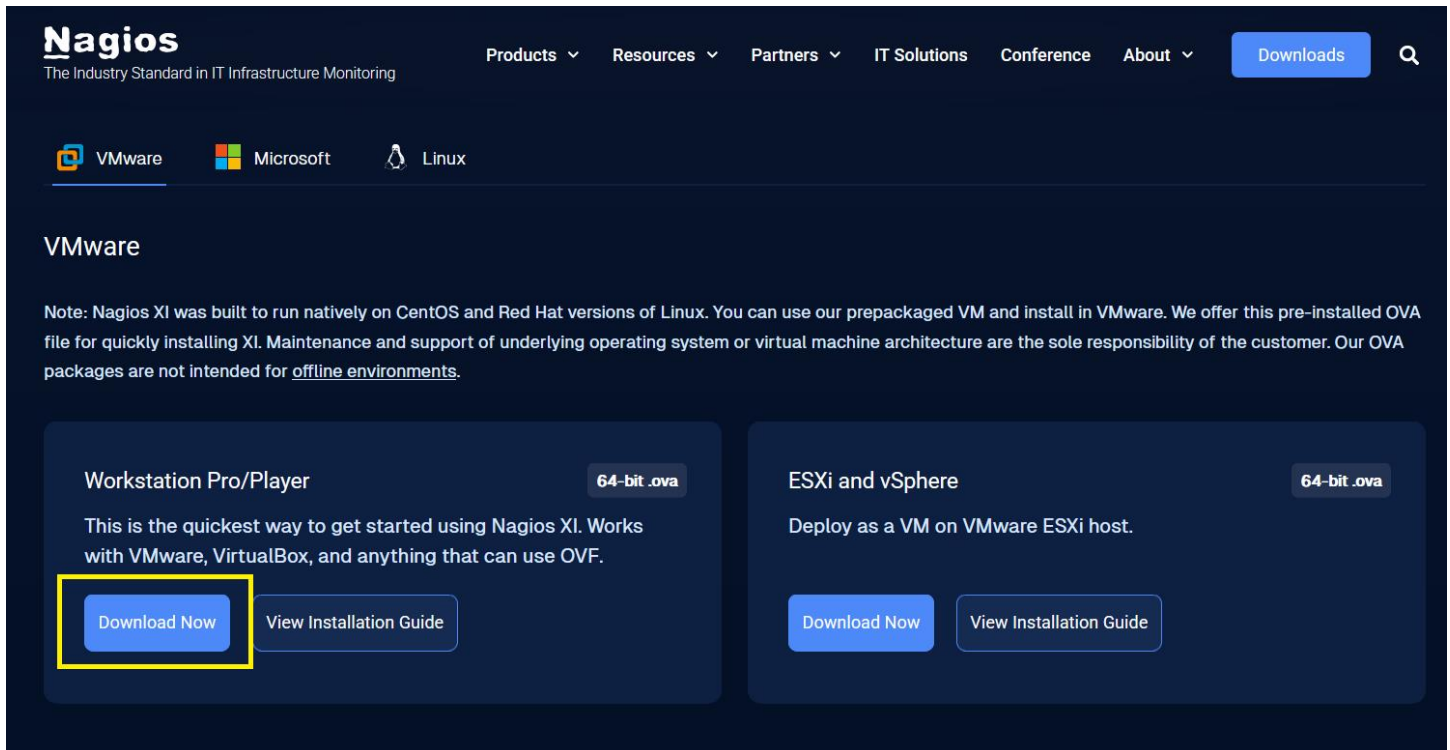 Nagios
The Industry Standard in IT Infrastructure Monitoring
Products Resources Partners IT Solutions Conference About Downloads
VMware Microsoft Linux
VMware
Note: Nagios XI was built to run natively on CentOS and Red Hat versions of Linux. You can use our prepackaged VM and install in VMware. We offer this pre-installed OVA
file for quickly installing XI. Maintenance and support of underlying operating system or virtual machine architecture are the sole responsibility of the customer. Our OVA
packages are not intended for offline environments.
Workstation Pro/Player 64-bit .ova
This is the quickest way to get started using Nagios XI. Works
with VMware, VirtualBox, and anything that can use OVF.
Download Now View Installation Guide
ESXi and vSphere 64-bit .ova
Deploy as a VM on VMware ESXi host.
Download Now View Installation Guide